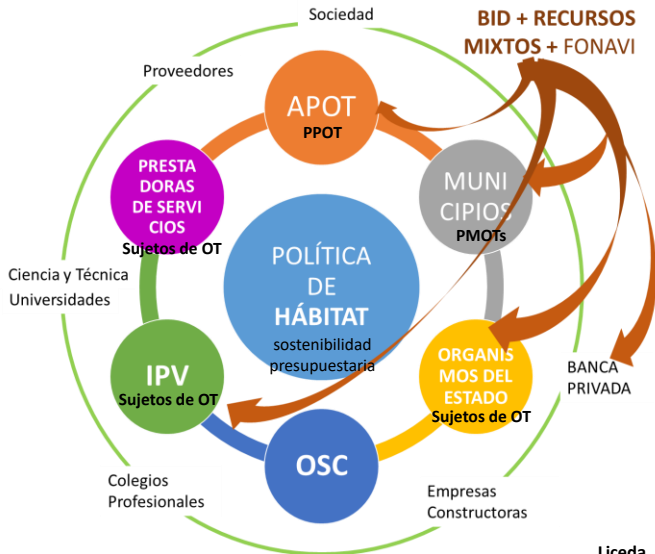 Sociedad
BID + RECURSOS
MIXTOS + FONAVI
Proveedores
APOT
PPOT
PRESTA
DORAS
DE SERVI
CIOS
Sujetos de OT
MUNI
CIPIOS
PMOTs
POLÍTICA
DE
HÁBITAT
sostenibilidad
presupuestaria
Ciencia y Técnica
Universidades
IPV
Sujetos de OT
ORGANIS
MOS DEL
ESTADO
Sujetos de OT
BANCA
PRIVADA
OSC
Colegios
Profesionales
Empresas
Constructoras
Liceda